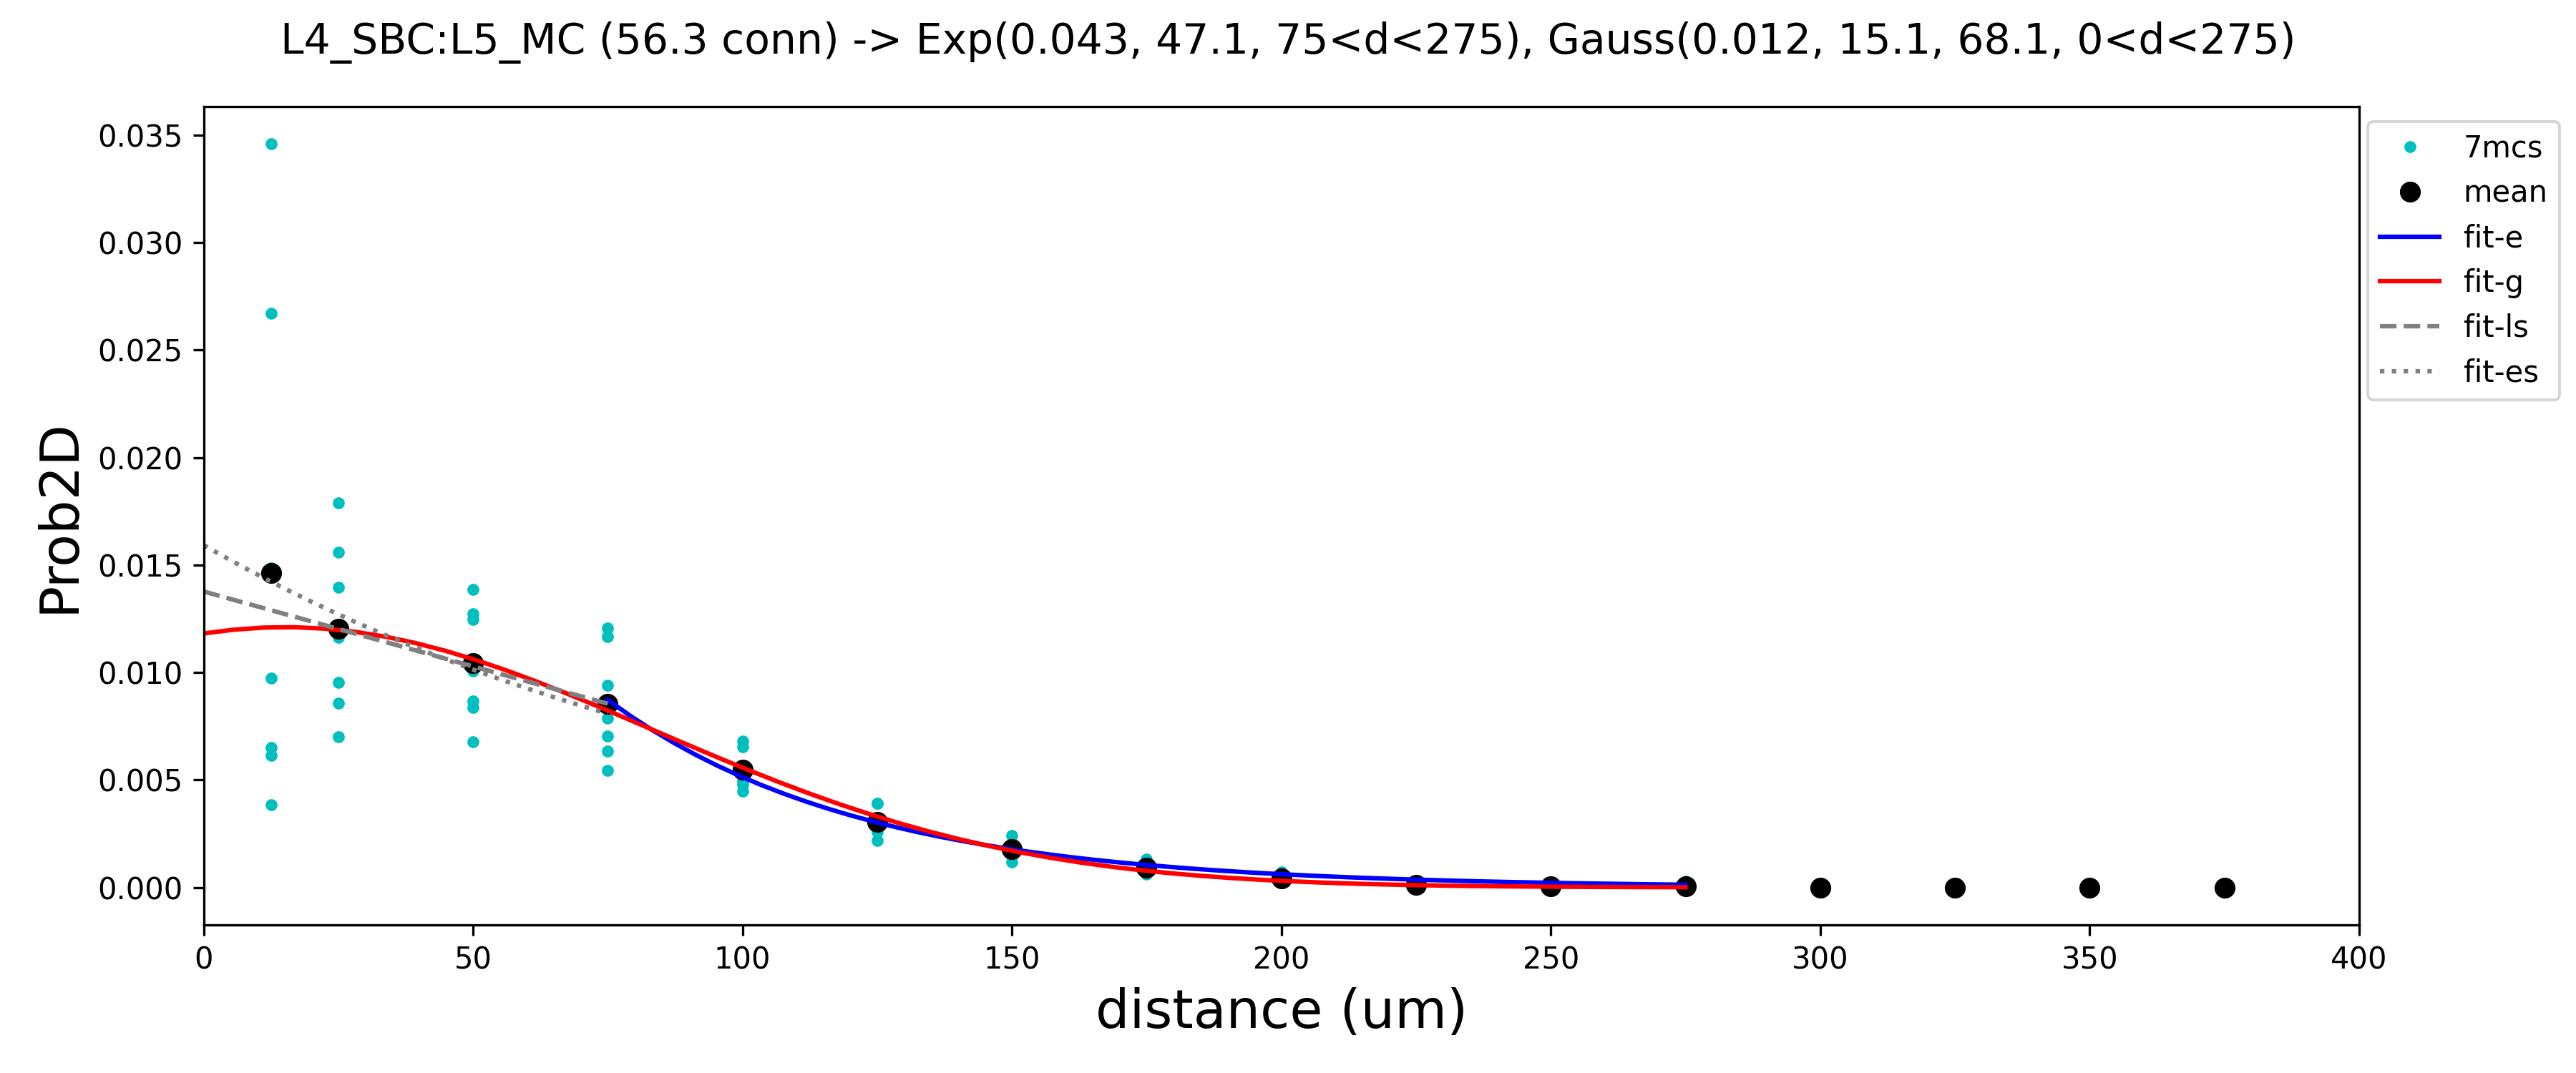 L4_SBC:L5_MC (56.3 conn) -> Exp(0.043, 47.1, 75<d<275), Gauss(0.012, 15.1, 68.1, 0<d<275)
0.035
0.030
0.025
0.020
0.015
0.010
0.005
0.000
Prob2D
0 50 100 150 200 250 300 350 400
distance (um)
7mcs
mean
fit-e
fit-g
fit-ls
fit-es